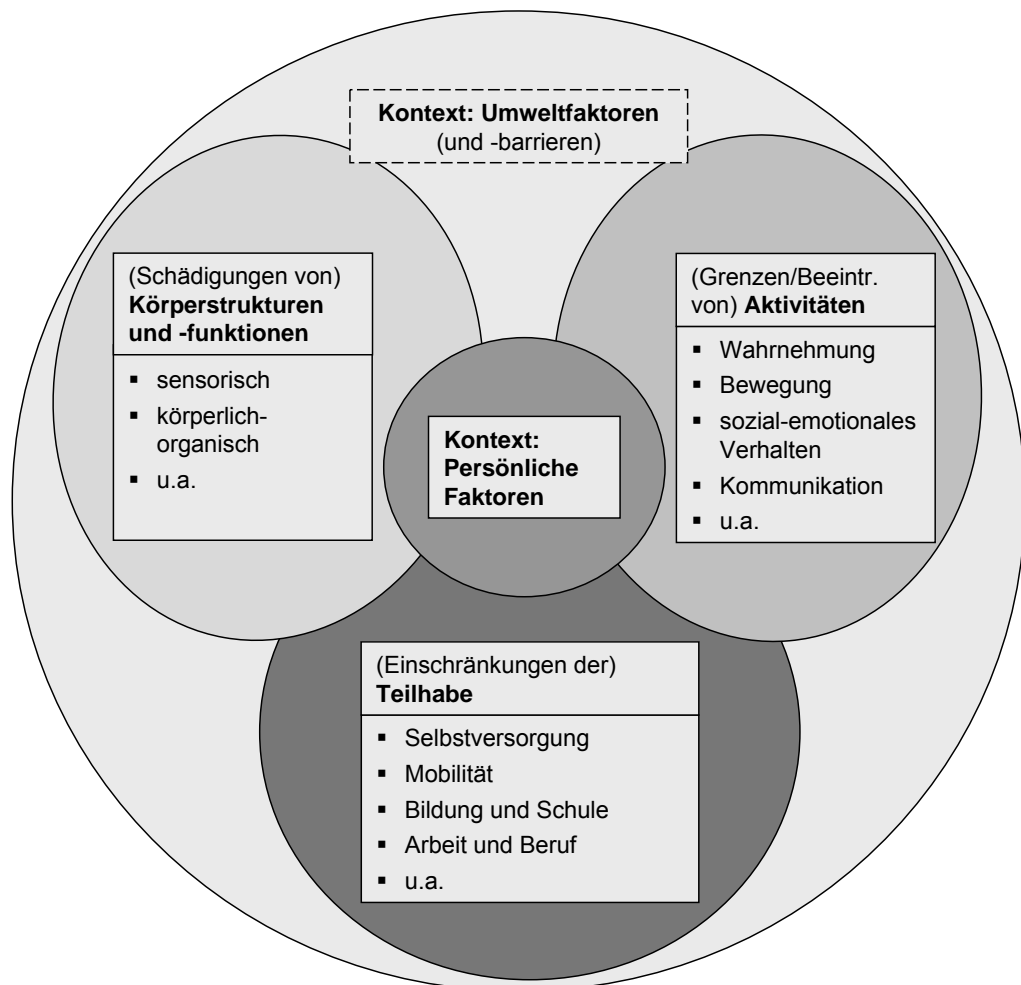 Kontext: Umweltfaktoren
(und -barrieren)
(Schädigungen von)
Körperstrukturen
und -funktionen
▪ sensorisch
▪ körperlich-
organisch
▪ u.a.
(Grenzen/Beeintr.
von) Aktivitäten
▪ Wahrnehmung
▪ Bewegung
▪ sozial-emotionales
Verhalten
▪ Kommunikation
▪ u.a.
Kontext:
Persönliche
Faktoren
(Einschränkungen der)
Teilhabe
▪ Selbstversorgung
▪ Mobilität
▪ Bildung und Schule
▪ Arbeit und Beruf
▪ u.a.